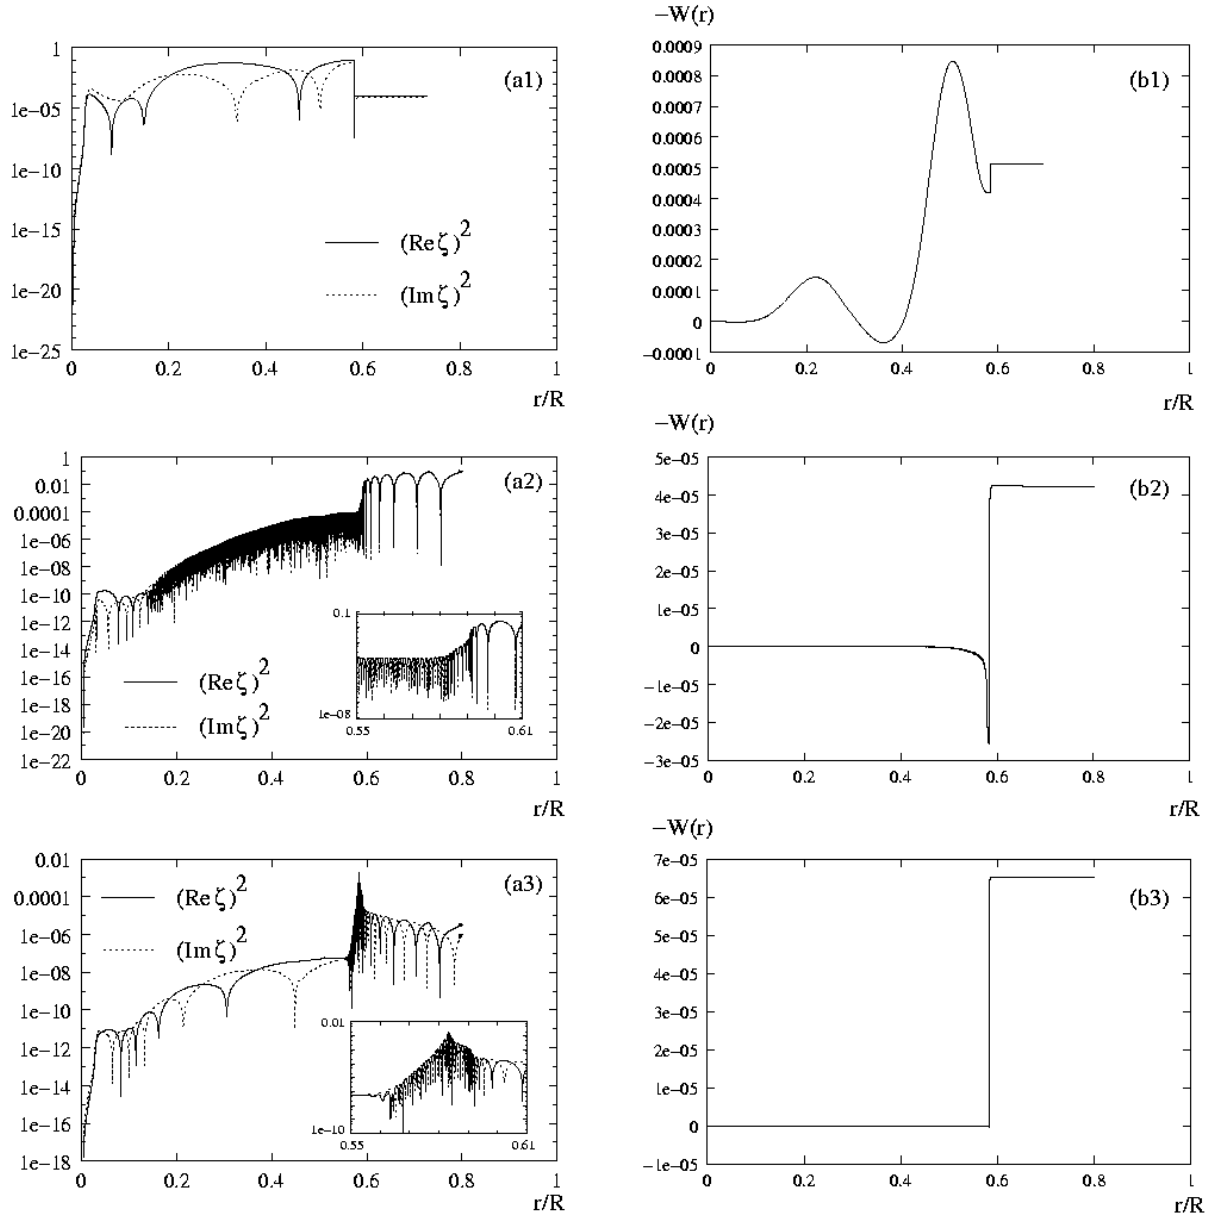 −W(r)
1
1e−05
1e−10
1e−15
1e−20
1e−25
0 0.2 0.4 0.6 0.8 1
r/R
(a1)
(Re ζ)2
(Im ζ)2
0.0009
0.0008
0.0007
0.0006
0.0005
0.0004
0.0003
0.0002
0.0001
0
−0.0001
0 0.2 0.4 0.6 0.8 1
r/R
(b1)
1
0.01
0.0001
1e−06
1e−08
1e−10
1e−12
1e−14
1e−16
1e−18
1e−20
1e−22
0 0.2 0.4 0.6 0.8 1
r/R
(a2)
(Re ζ)2
(Im ζ)2
0.1
1e−08
0.55 0.61
−W(r)
5e−05
4e−05
3e−05
2e−05
1e−05
0
−1e−05
−2e−05
−3e−05
0 0.2 0.4 0.6 0.8 1
r/R
(b2)
0.01
0.0001
1e−06
1e−08
1e−10
1e−12
1e−14
1e−16
1e−18
0 0.2 0.4 0.6 0.8 1
r/R
(a3)
(Re ζ)2
(Im ζ)2
0.01
1e−10
0.55 0.61
−W(r)
7e−05
6e−05
5e−05
4e−05
3e−05
2e−05
1e−05
0
−1e−05
0 0.2 0.4 0.6 0.8 1
r/R
(b3)